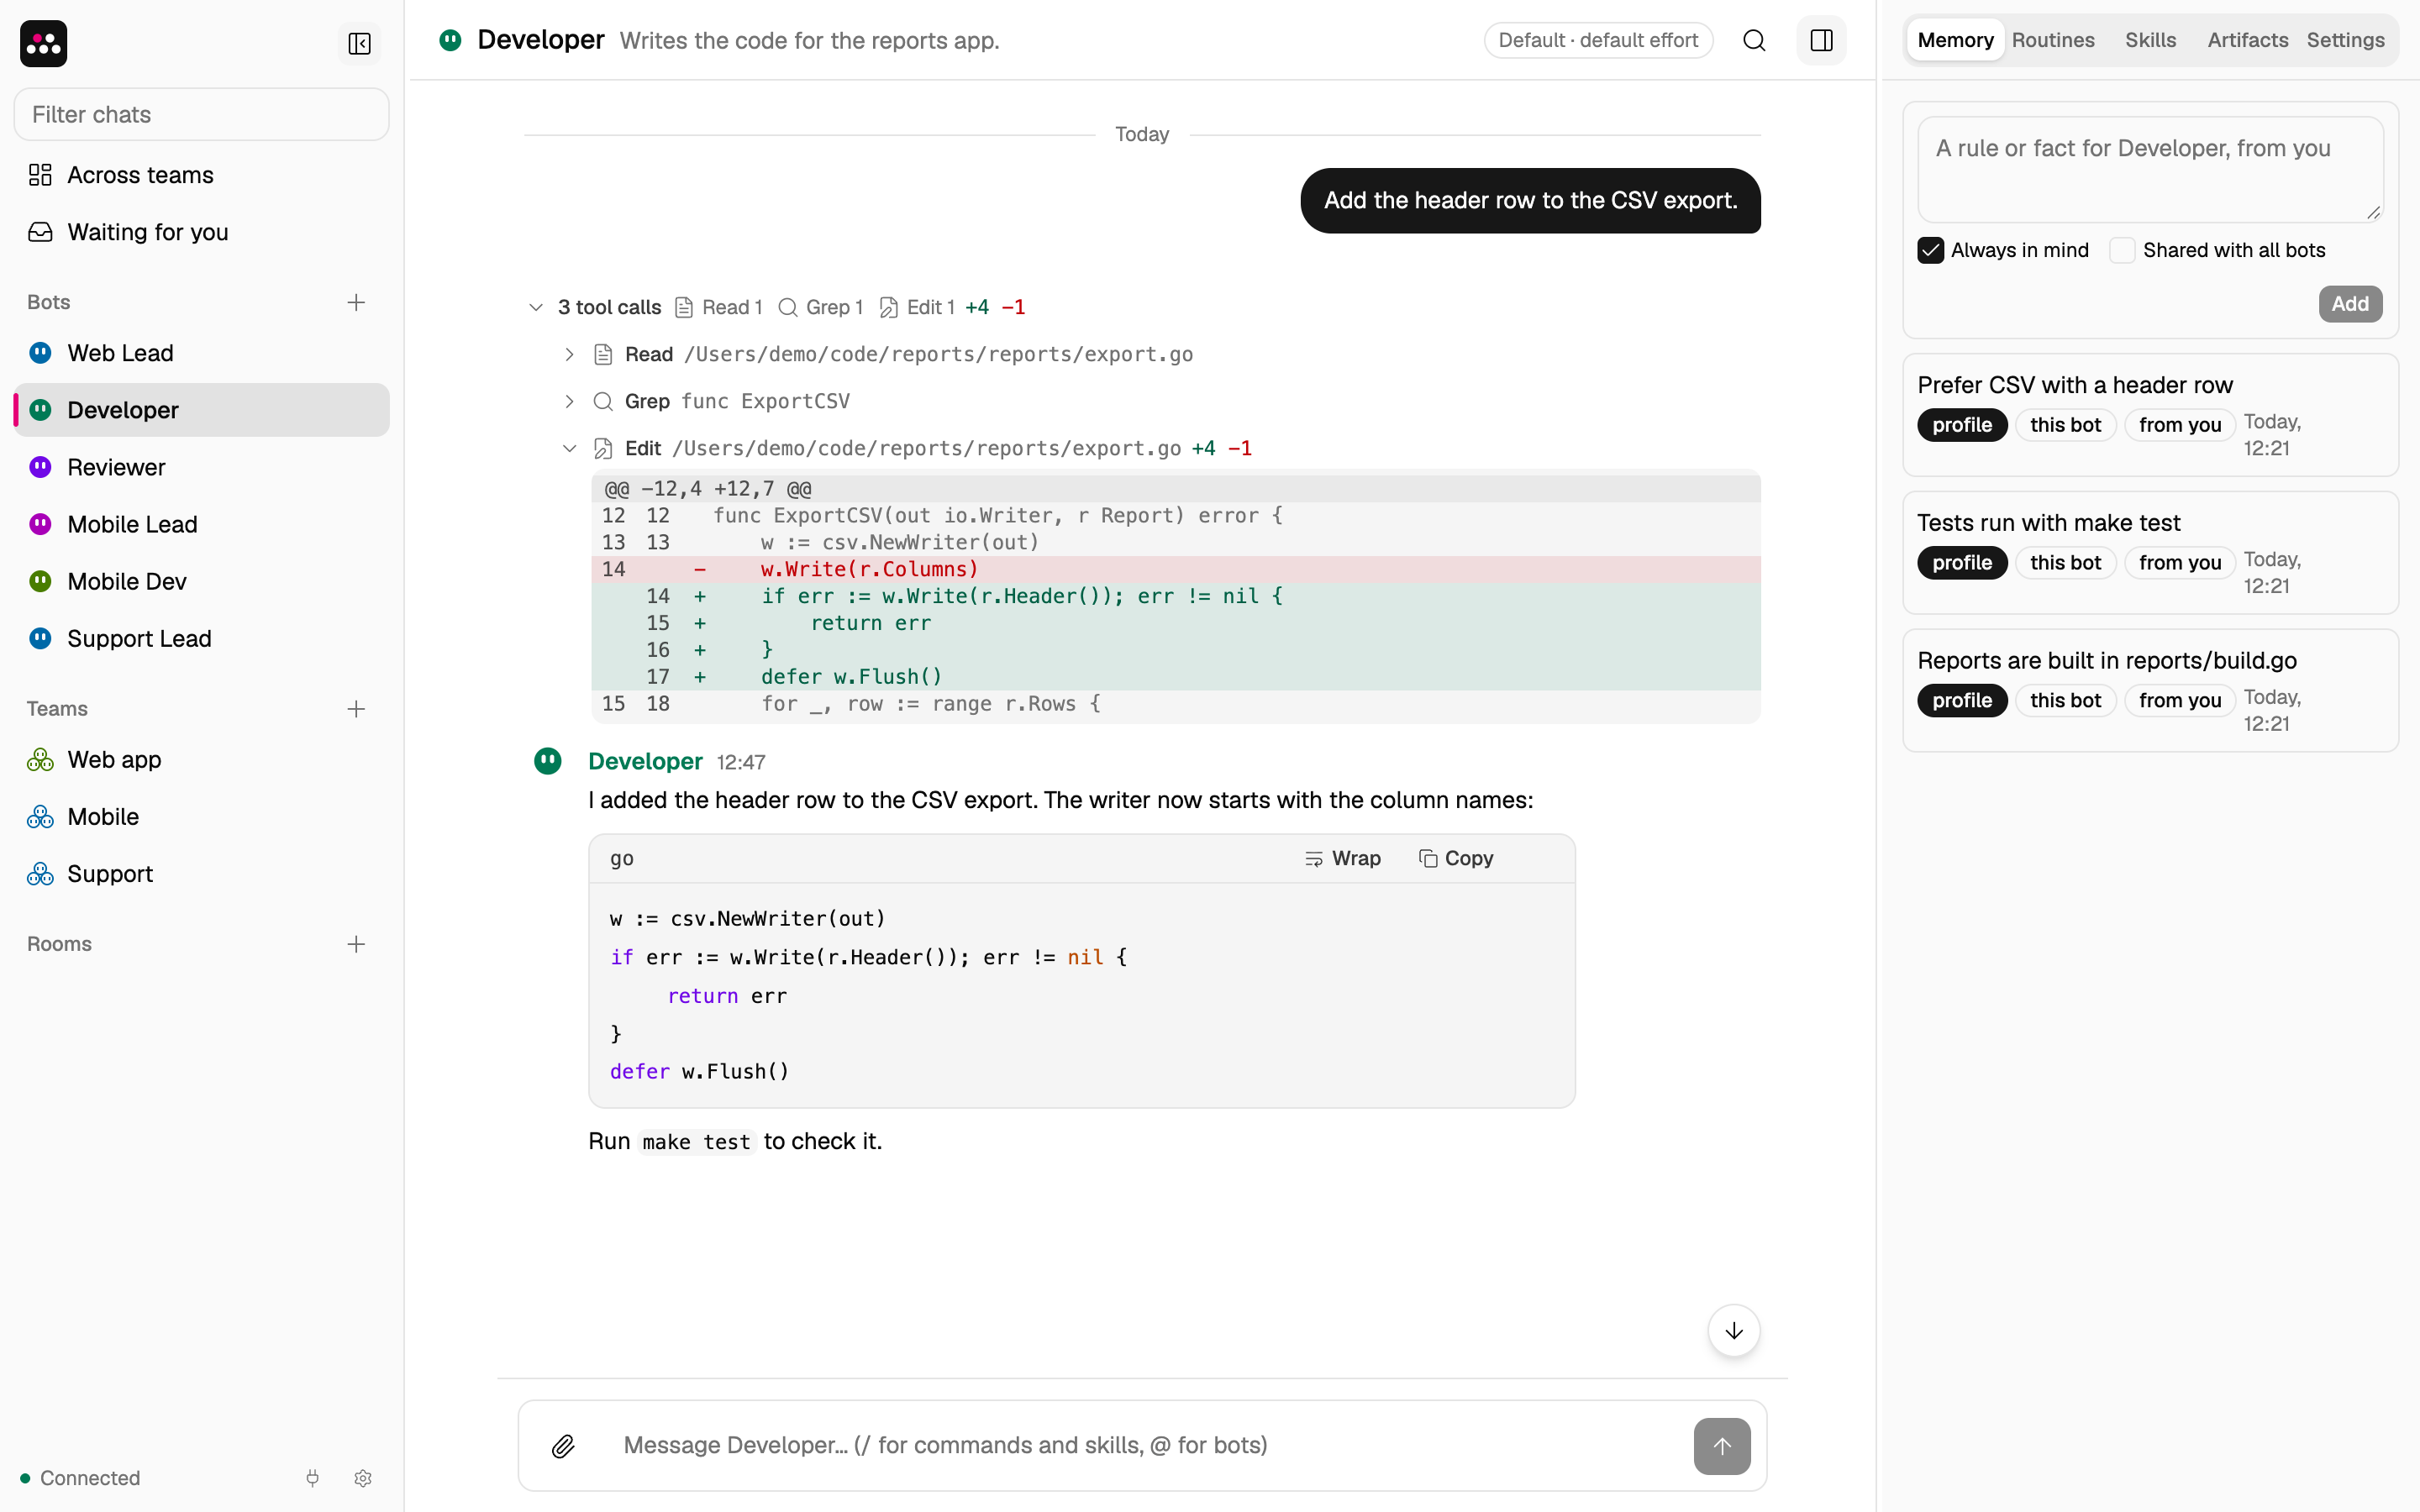 Filter chats
Across teams
Waiting for you
Bots
Web Lead
Developer
Reviewer
Mobile Lead
Mobile Dev
Support Lead
Teams
Web app
Mobile
Support
Rooms
Connected
Developer Writes the code for the reports app.
Default · default effort
Today
Add the header row to the CSV export.
3 tool calls Read 1 Grep 1 Edit 1 +4 −1
Read /Users/demo/code/reports/reports/export.go
Grep func ExportCSV
Edit /Users/demo/code/reports/reports/export.go +4 −1
@@ −12,4 +12,7 @@
12 12 func ExportCSV(out io.Writer, r Report) error {
13 13 w := csv.NewWriter(out)
14 − w.Write(r.Columns)
14 + if err := w.Write(r.Header()); err != nil {
15 + return err
16 + }
17 + defer w.Flush()
15 18 for _, row := range r.Rows {
Developer 12:47
I added the header row to the CSV export. The writer now starts with the column names:
go Wrap Copy
w := csv.NewWriter(out)
if err := w.Write(r.Header()); err != nil {
return err
}
defer w.Flush()
Run make test to check it.
Message Developer... (/ for commands and skills, @ for bots)
Memory Routines Skills Artifacts Settings
A rule or fact for Developer, from you
Always in mind Shared with all bots
Add
Prefer CSV with a header row
profile this bot from you Today,
12:21
Tests run with make test
profile this bot from you Today,
12:21
Reports are built in reports/build.go
profile this bot from you Today,
12:21